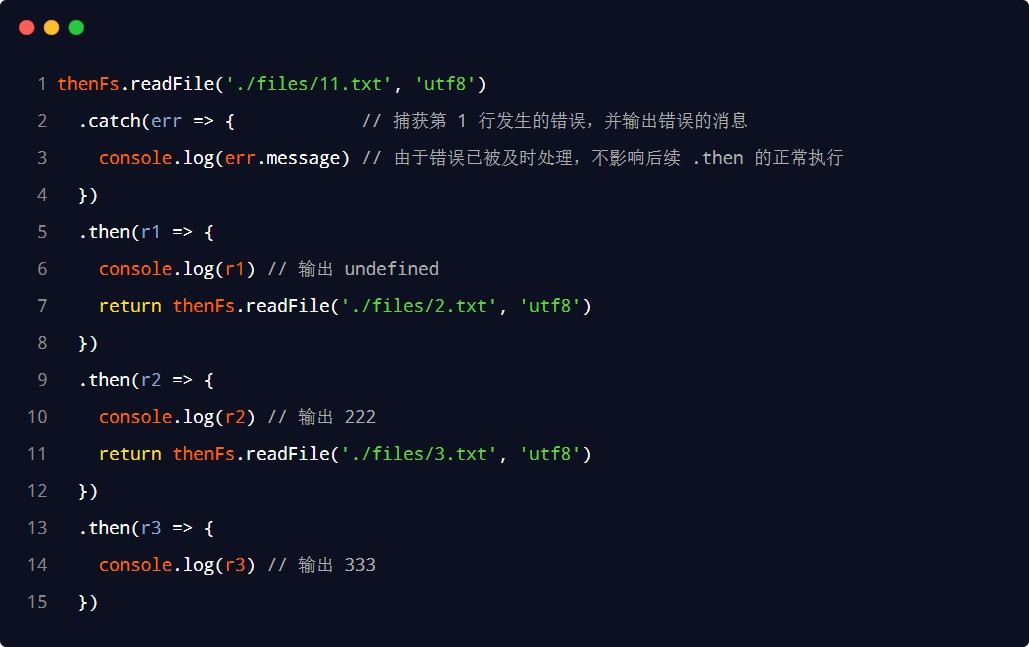 1 thenFs.readFile('./files/11.txt', 'utf8')
2   .catch(err => {            // 捕获第 1 行发生的错误，并输出错误的消息
3     console.log(err.message) // 由于错误已被及时处理，不影响后续 .then 的正常执行
4   })
5   .then(r1 => {
6     console.log(r1) // 输出 undefined
7     return thenFs.readFile('./files/2.txt', 'utf8')
8   })
9   .then(r2 => {
10     console.log(r2) // 输出 222
11     return thenFs.readFile('./files/3.txt', 'utf8')
12   })
13   .then(r3 => {
14     console.log(r3) // 输出 333
15   })